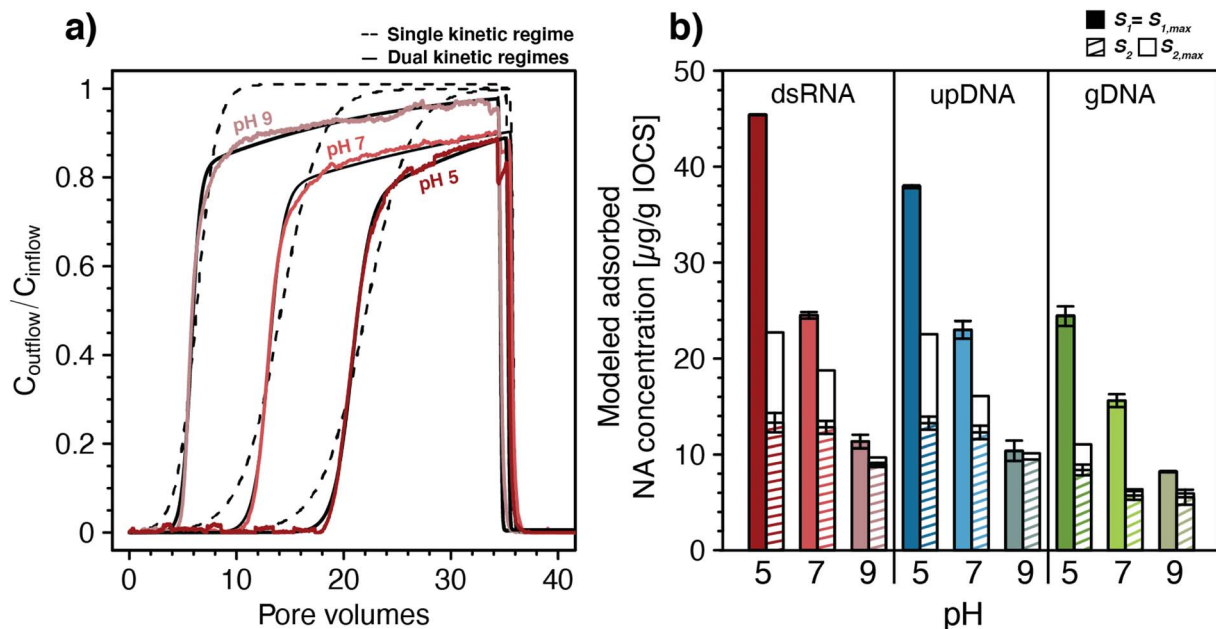 a)
-- Single kinetic regime
— Dual kinetic regimes
C_outflow/C_inflow
1
0.8
0.6
0.4
0.2
0
pH 9
pH 7
pH 5
0 10 20 30 40
Pore volumes
b)
S_1 = S_1,max
S_2 S_2,max
Modeled adsorbed
NA concentration [µg/g IOCS]
50
40
30
20
10
0
dsRNA upDNA gDNA
5 7 9 5 7 9 5 7 9
pH